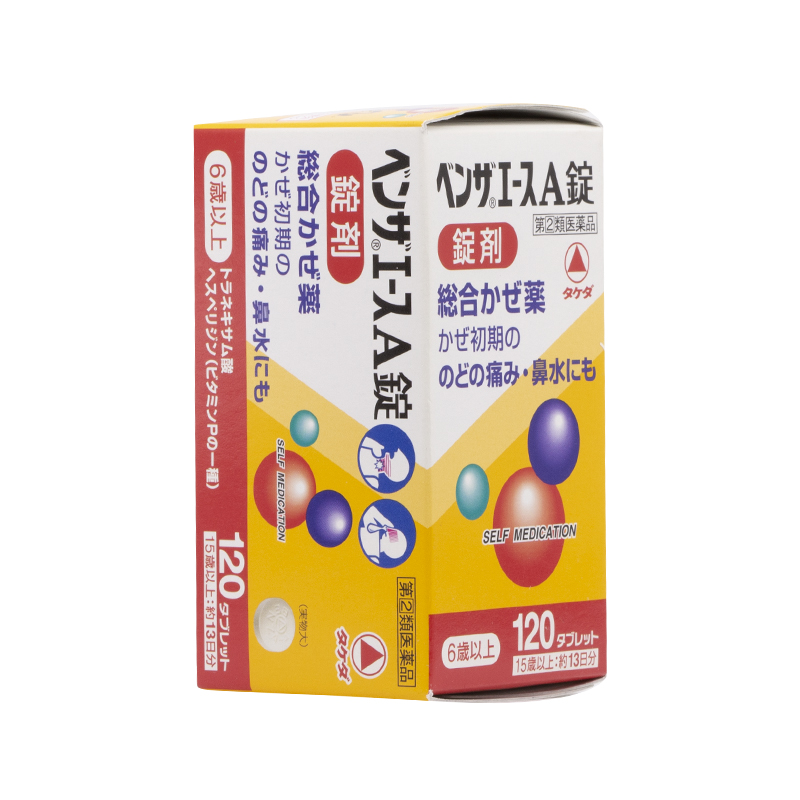 ベンザ®エースA錠
錠剤
総合かぜ薬
かぜ初期の
のどの痛み・鼻水にも
6歳以上
トラネキサム酸
ヘスペリジン(ビタミンPの一種)
120タブレット
15歳以上:約13日分
SELF MEDICATION
(実物大)
第②類医薬品
タケダ
ベンザ®エースA錠
第②類医薬品
錠剤
タケダ
総合かぜ薬
かぜ初期の
のどの痛み・鼻水にも
SELF MEDICATION
6歳以上
120タブレット
15歳以上:約13日分